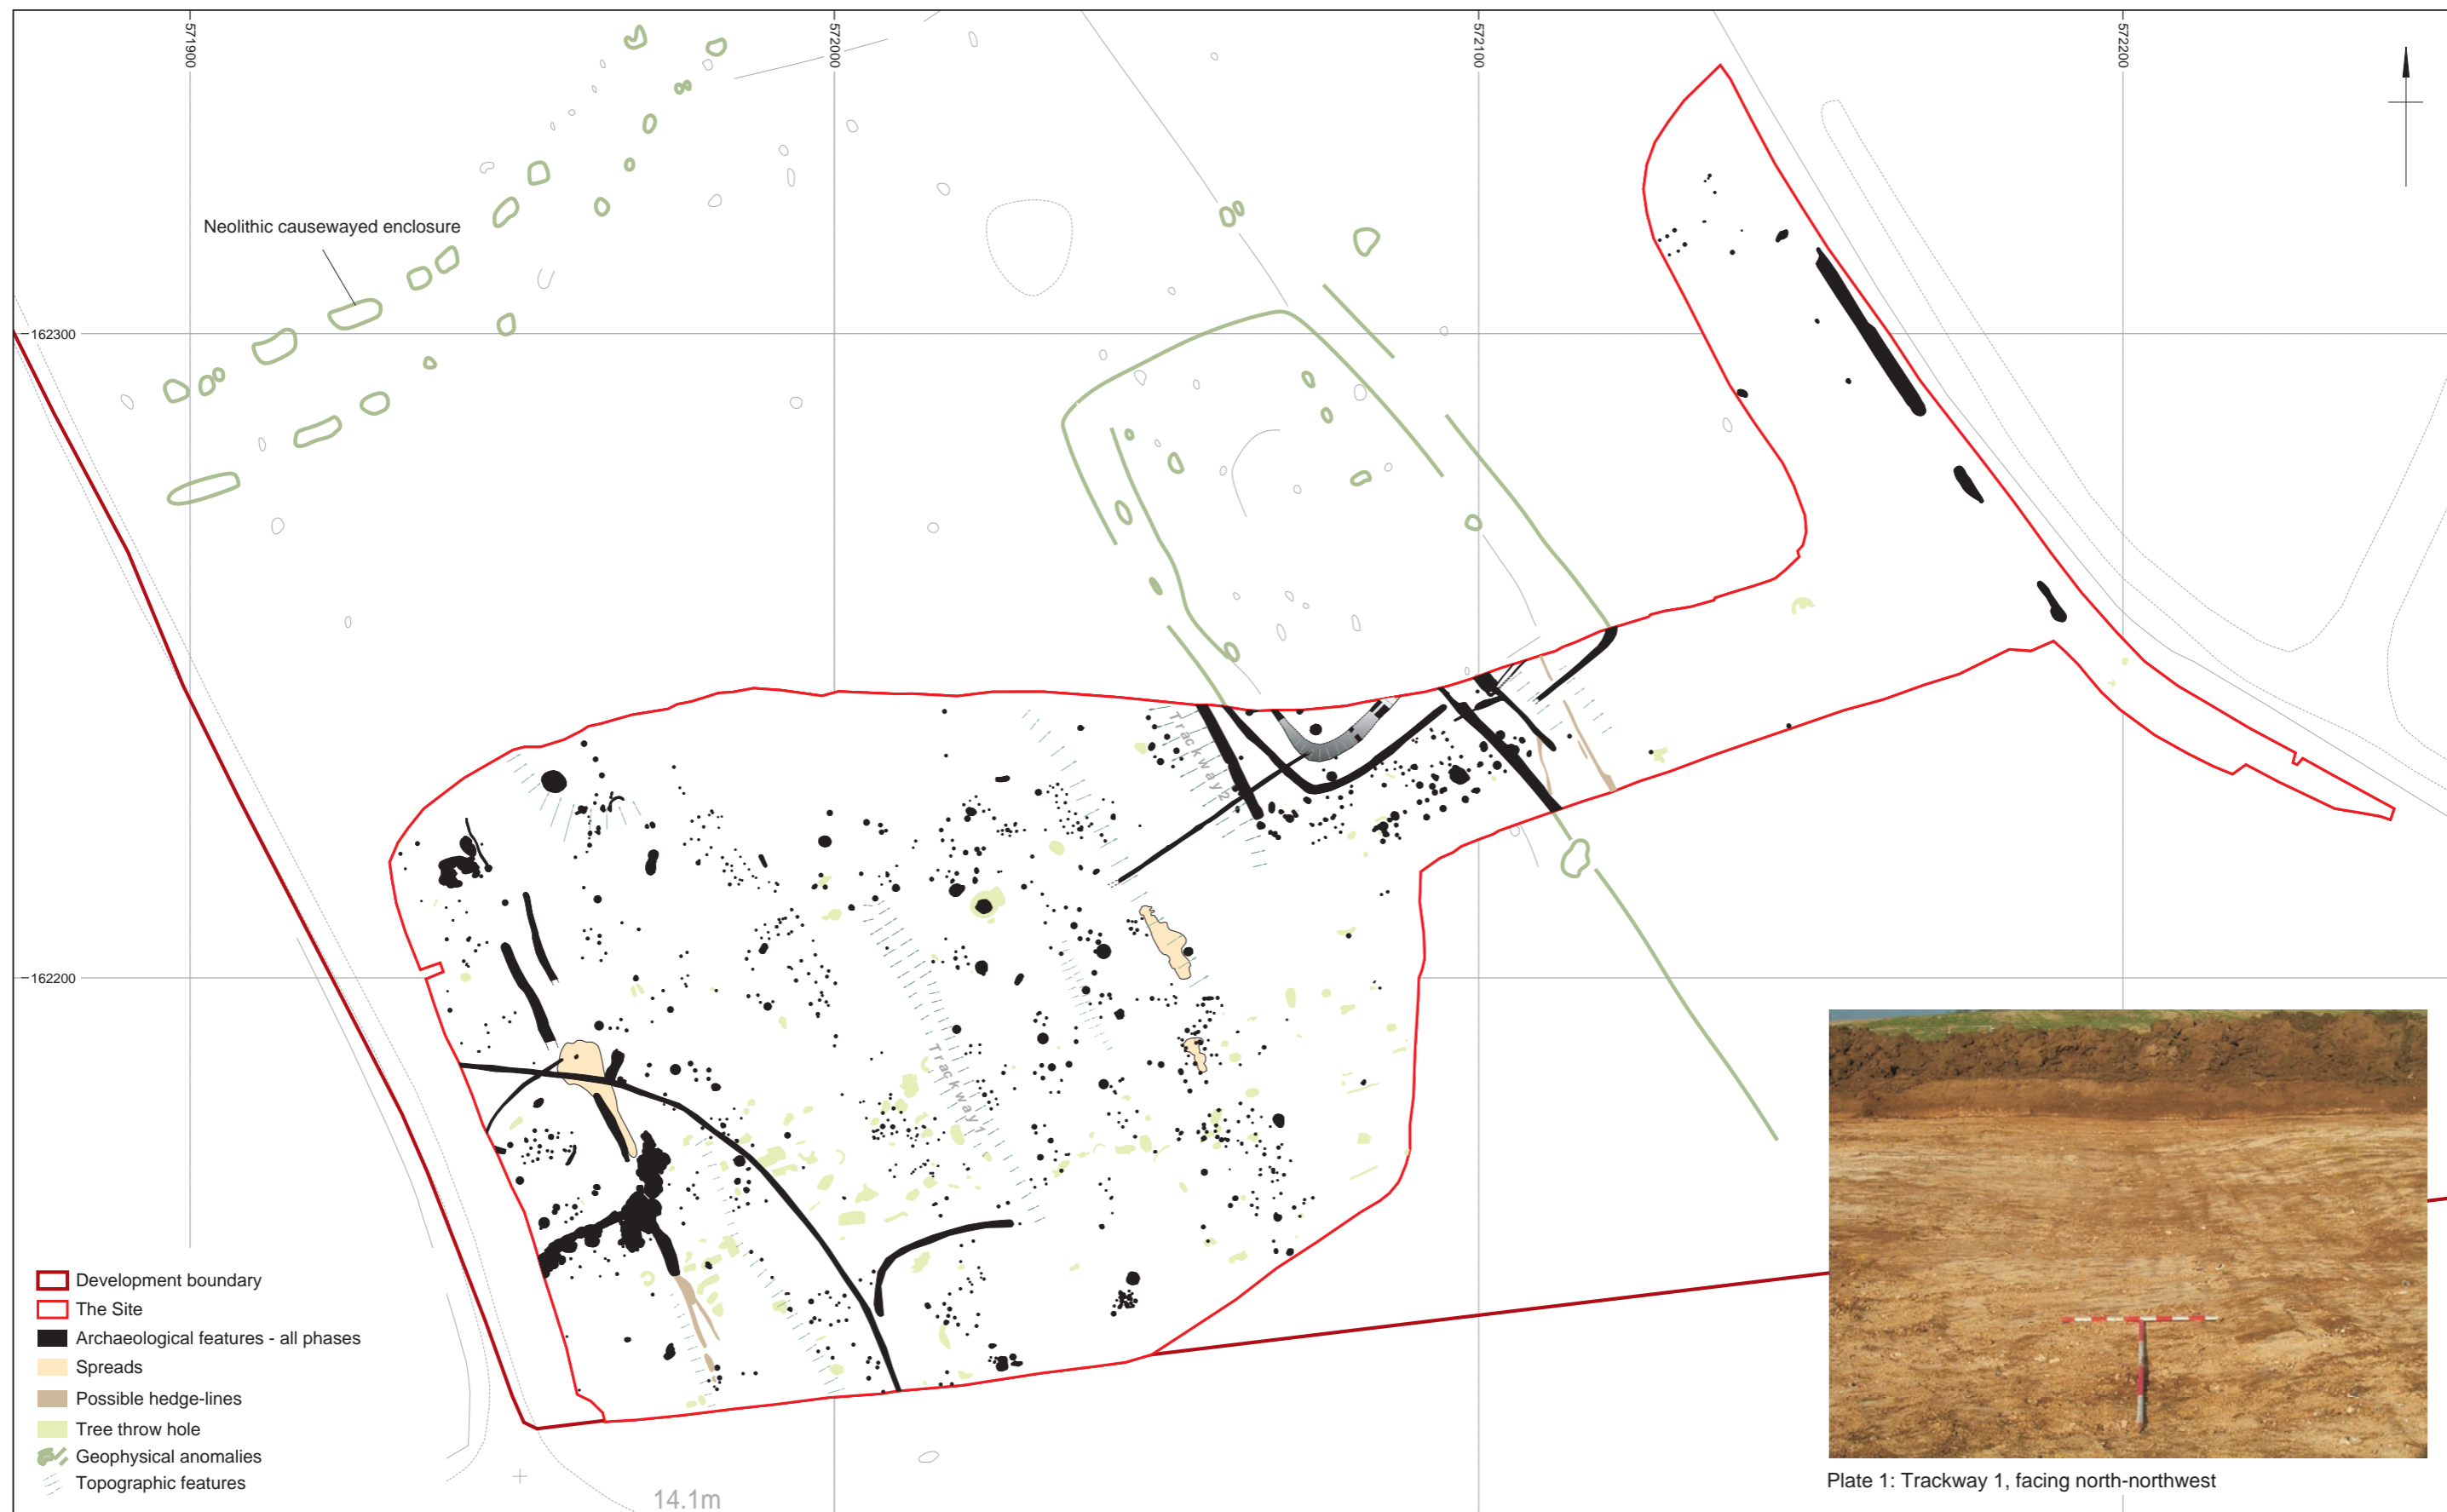 571900
572000
572100
572200
Neolithic causewayed enclosure
162300
Trackway 2
162200
Trackway 1
Development boundary
The Site
Archaeological features - all phases
Spreads
Possible hedge-lines
Tree throw hole
Geophysical anomalies
Topographic features
14.1m
Plate 1: Trackway 1, facing north-northwest